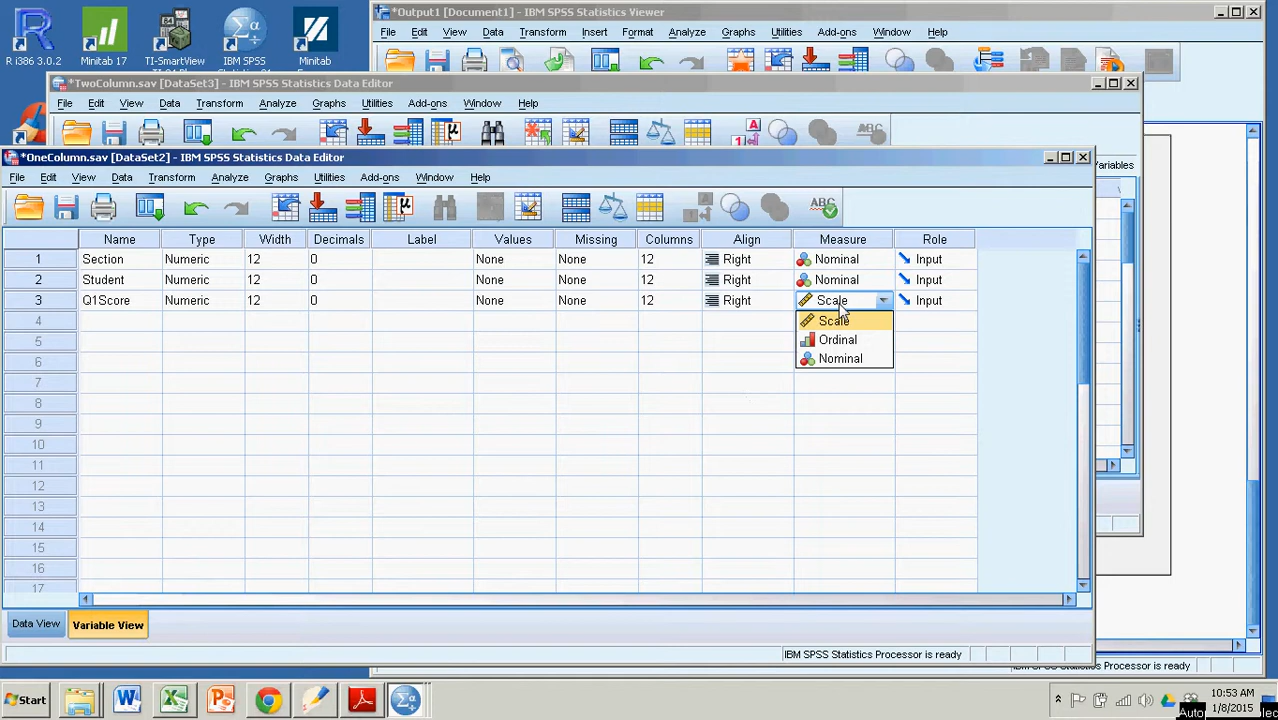 *Output1 [Document1] - IBM SPSS Statistics Viewer
File Edit View Data Transform Insert Format Analyze Graphs Utilities Add-ons Window Help
R i386 3.0.2
Minitab 17
TI-SmartView
IBM SPSS
Minitab
*TwoColumn.sav [DataSet3] - IBM SPSS Statistics Data Editor
File Edit View Data Transform Analyze Graphs Utilities Add-ons Window Help
*OneColumn.sav [DataSet2] - IBM SPSS Statistics Data Editor
Variables
File Edit View Data Transform Analyze Graphs Utilities Add-ons Window Help
Name Type Width Decimals Label Values Missing Columns Align Measure Role
1 Section Numeric 12 0 None None 12 Right Nominal Input
2 Student Numeric 12 0 None None 12 Right Nominal Input
3 Q1Score Numeric 12 0 None None 12 Right Scale Input
4 Scale
5 Ordinal
6 Nominal
7
8
9
10
11
12
13
14
15
16
17
Data View Variable View
IBM SPSS Statistics Processor is ready
IBM SPSS Statistics Processor is ready
Start
10:53 AM
1/8/2015